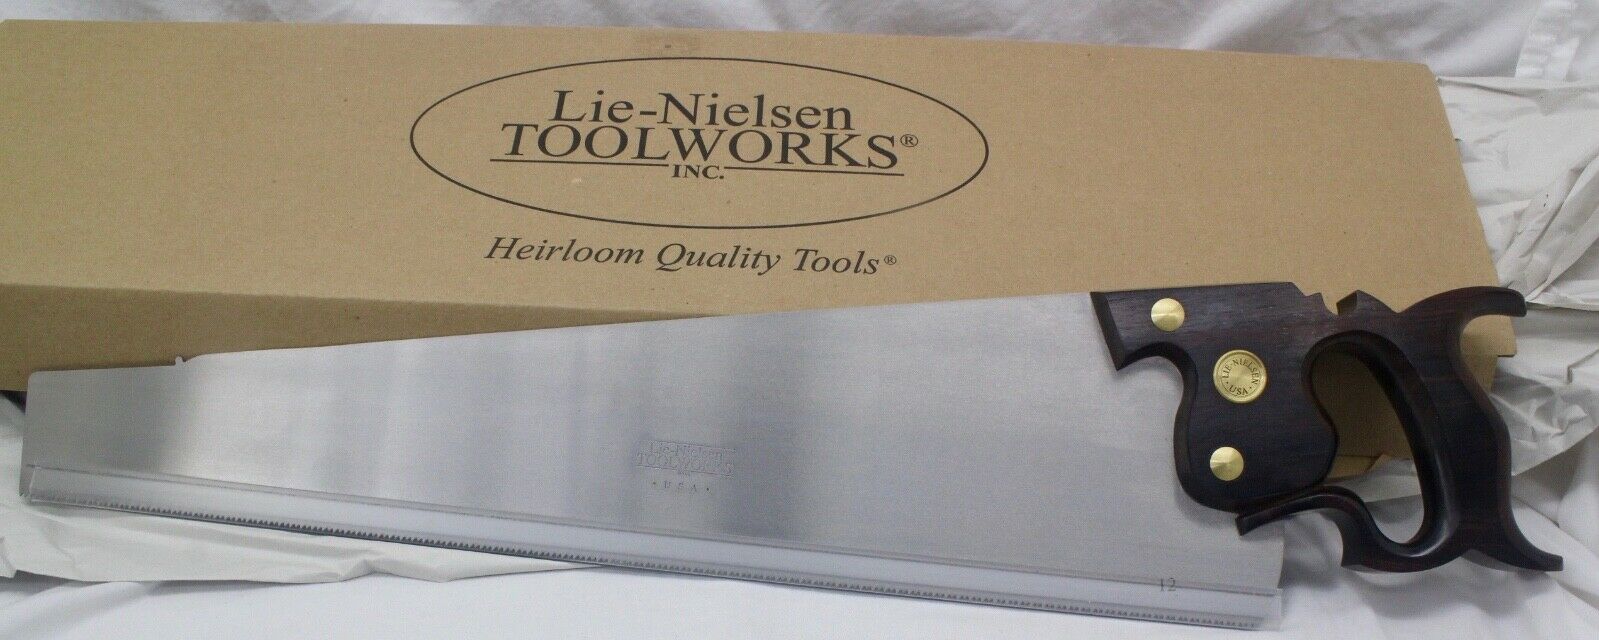 Lie-Nielsen
TOOLWORKS®
INC.
Heirloom Quality Tools®
LIE-NIELSEN
· USA ·
Lie-Nielsen
TOOLWORKS
· USA ·
12